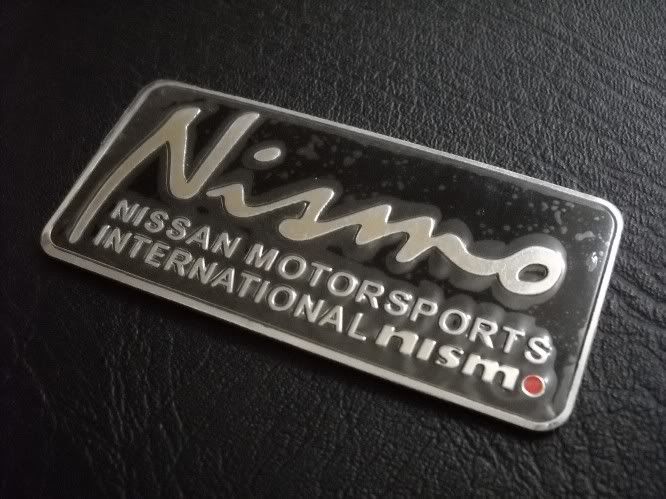 Nismo
NISSAN MOTORSPORTS
INTERNATIONAL nismo